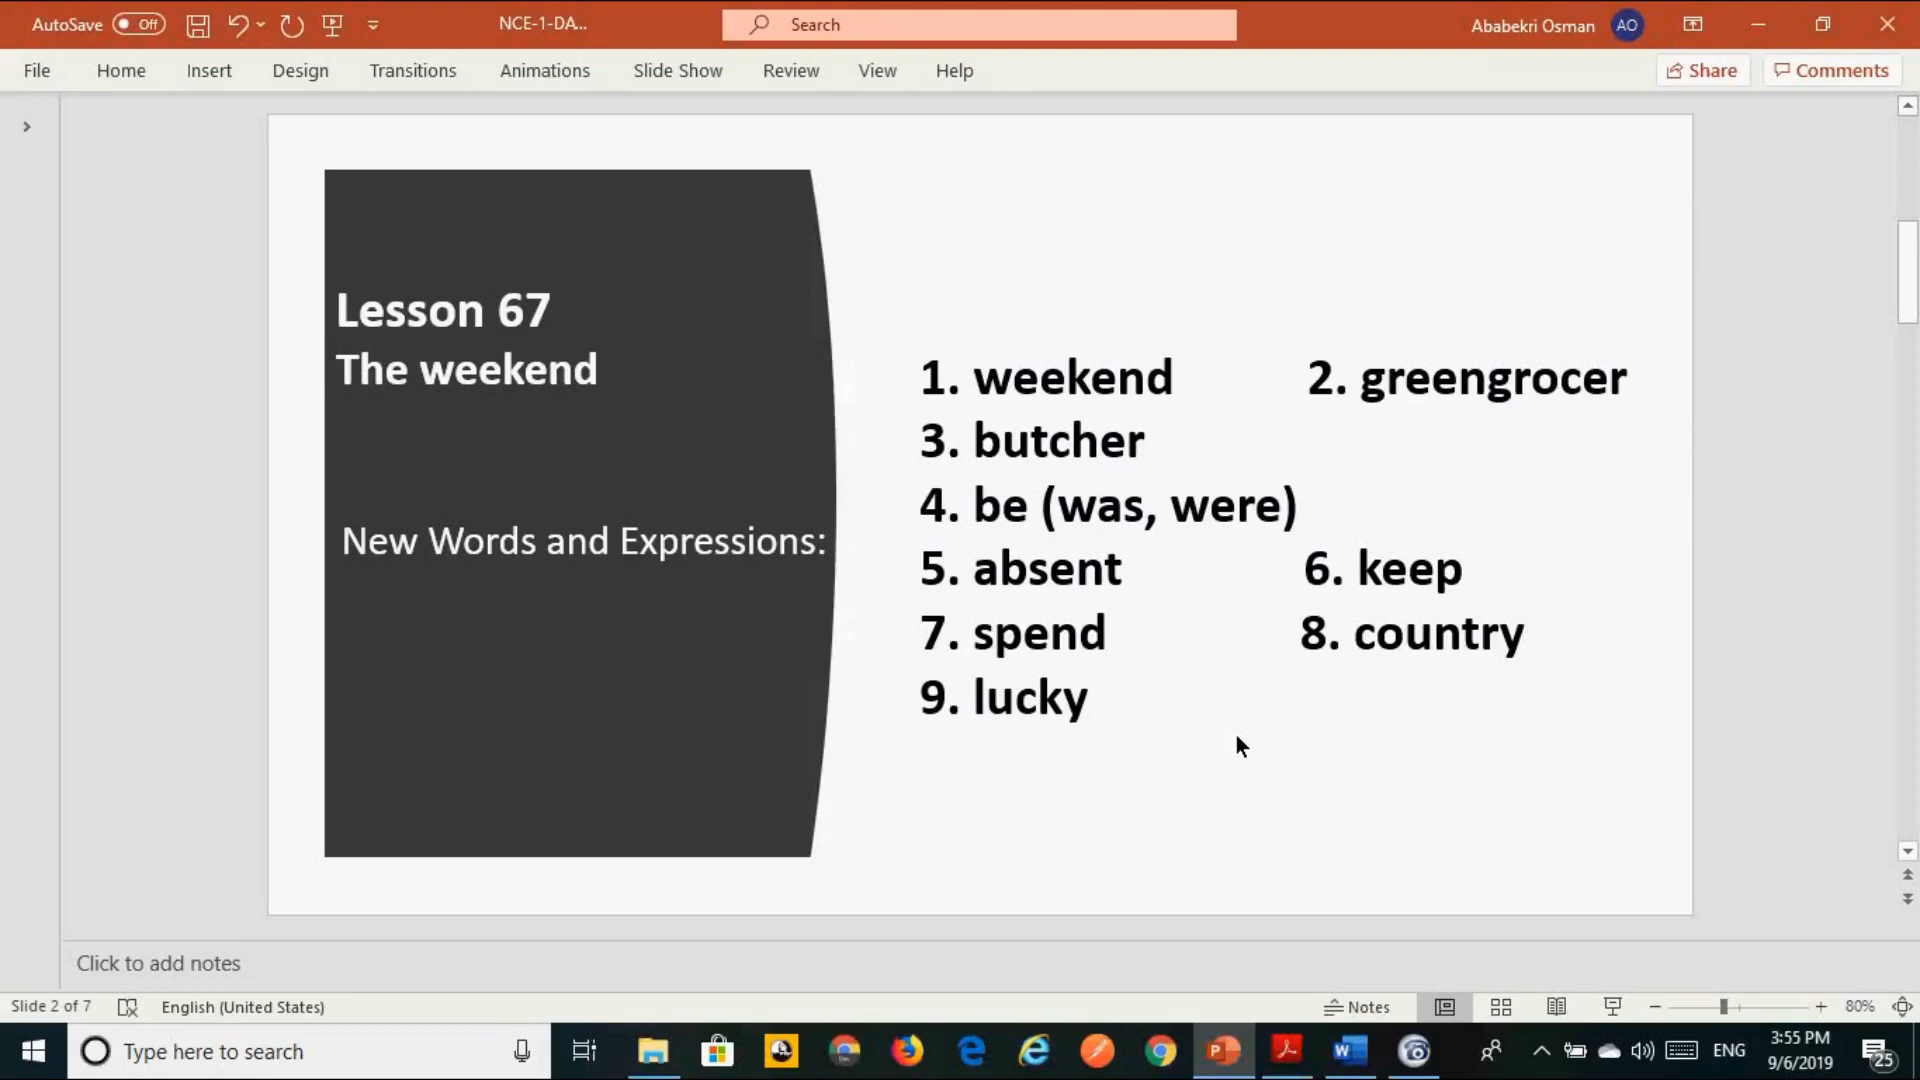 AutoSave Off NCE-1-DA... Search Ababekri Osman AO
File Home Insert Design Transitions Animations Slide Show Review View Help Share Comments
Lesson 67
The weekend
New Words and Expressions:
1. weekend 2. greengrocer
3. butcher
4. be (was, were)
5. absent 6. keep
7. spend 8. country
9. lucky
Click to add notes
Slide 2 of 7 English (United States) Notes 80%
Type here to search ENG 3:55 PM
9/6/2019 25